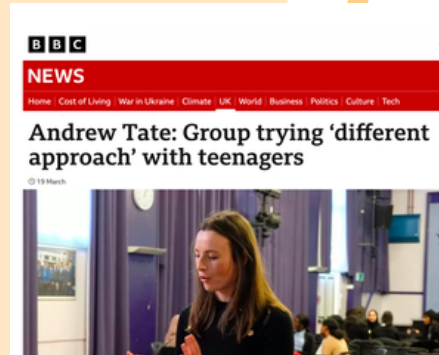 BBC
NEWS
Home Cost of Living War in Ukraine Climate UK World Business Politics Culture Tech
Andrew Tate: Group trying 'different
approach' with teenagers
19 March